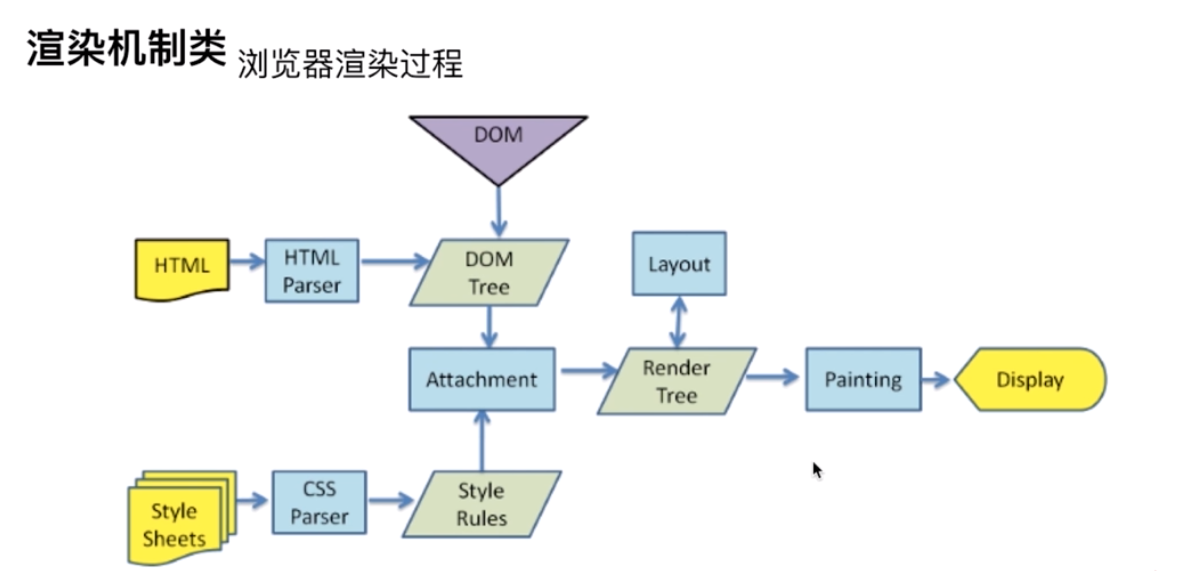 渲染机制类 浏览器渲染过程
DOM
HTML
HTML
Parser
DOM
Tree
Layout
Attachment
Render
Tree
Painting
Display
Style
Sheets
CSS
Parser
Style
Rules